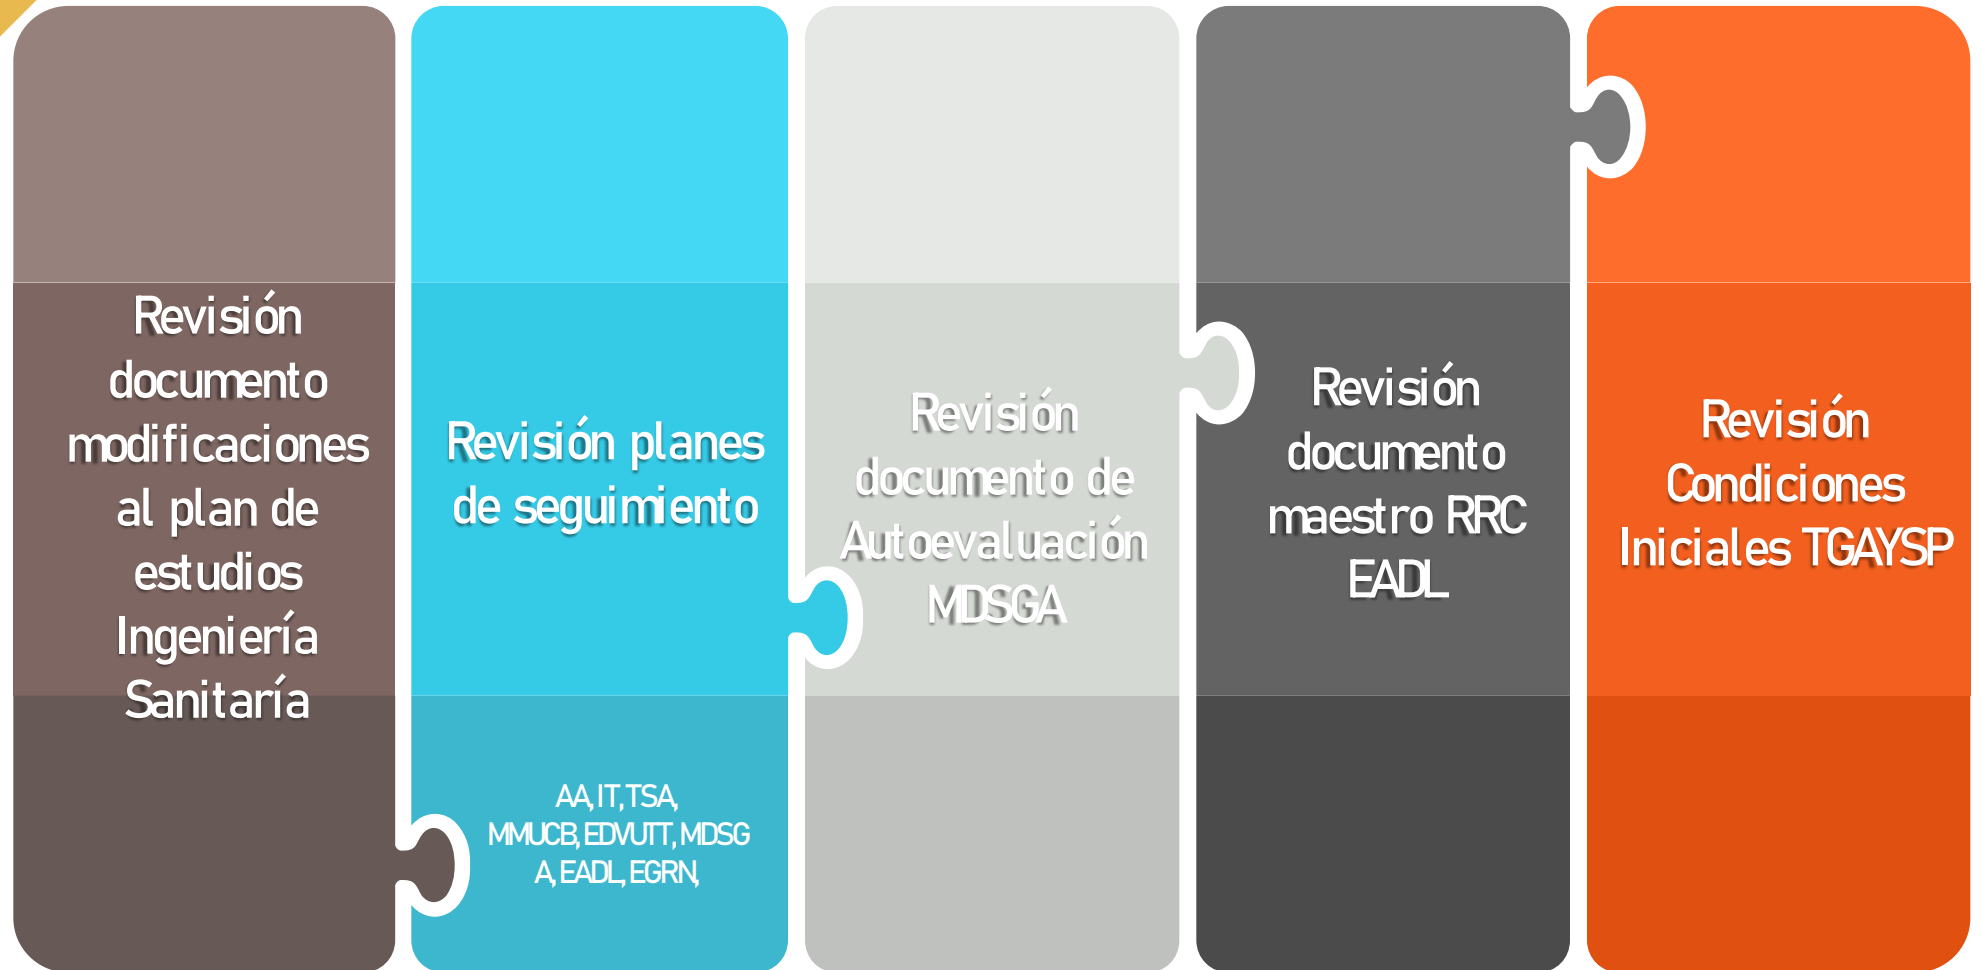 Revisión
documento
modificaciones
al plan de
estudios
Ingeniería
Sanitaría
Revisión planes
de seguimiento
AA, IT, TSA,
MMUCB, EDVUTT, MDSG
A, EADL, EGRN,
Revisión
documento de
Autoevaluación
MDSGA
Revisión
documento
maestro RRC
EADL
Revisión
Condiciones
Iniciales TGAYSP